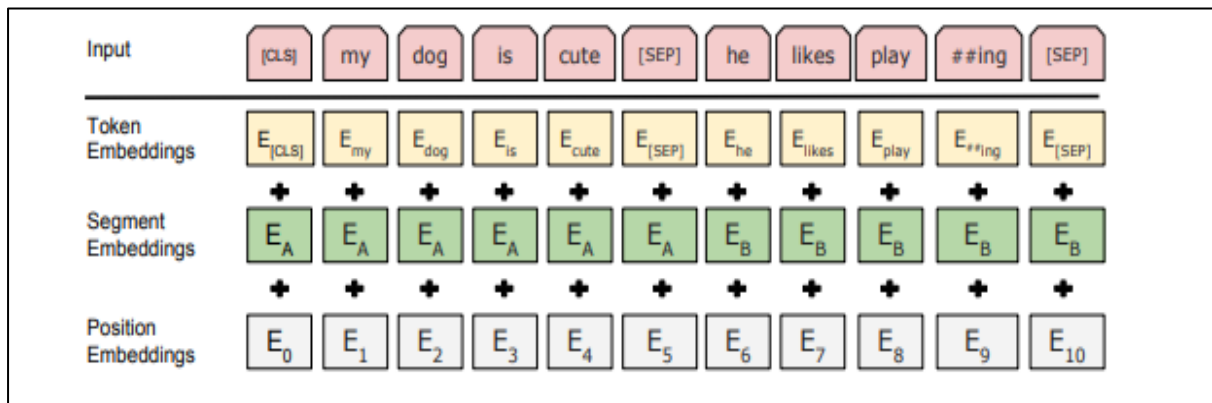 Input [CLS] my dog is cute [SEP] he likes play ##ing [SEP]
Token
Embeddings
E[CLS] Emy Edog Eis Ecute E[SEP] Ehe Elikes Eplay E##ing E[SEP]
+ + + + + + + + + + +
Segment
Embeddings
EA EA EA EA EA EA EB EB EB EB EB
+ + + + + + + + + + +
Position
Embeddings
E0 E1 E2 E3 E4 E5 E6 E7 E8 E9 E10